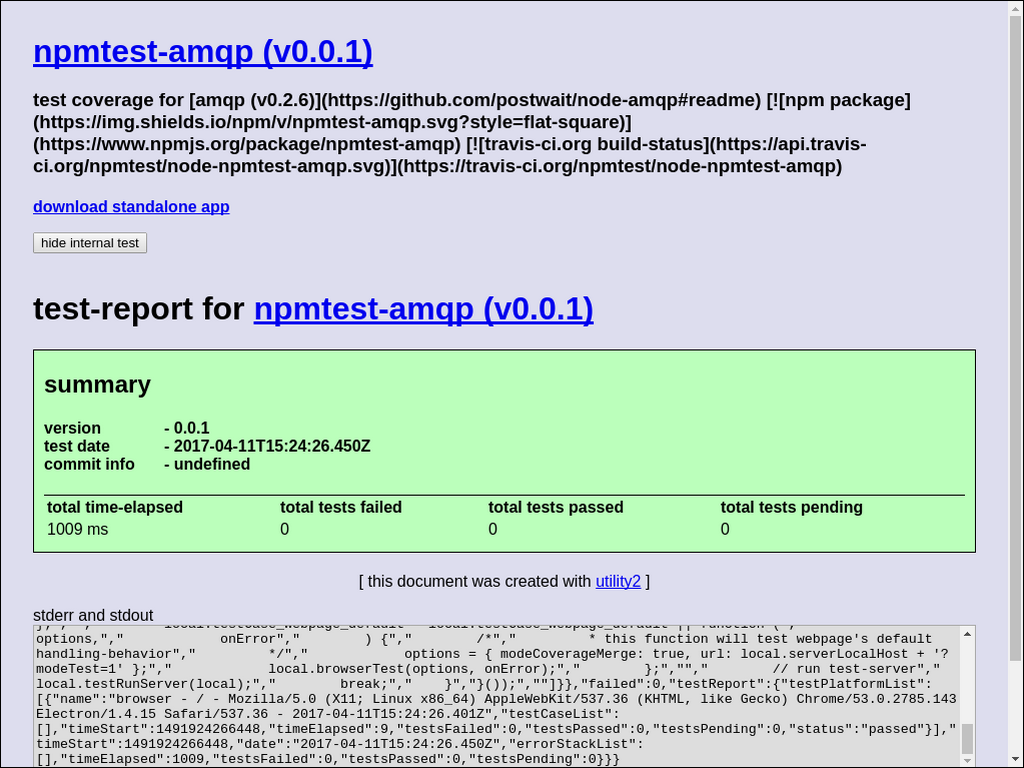 npmtest-amqp (v0.0.1)
test coverage for [amqp (v0.2.6)](https://github.com/postwait/node-amqp#readme) [![npm package]
(https://img.shields.io/npm/v/npmtest-amqp.svg?style=flat-square)]
(https://www.npmjs.org/package/npmtest-amqp) [![travis-ci.org build-status](https://api.travis-
ci.org/npmtest/node-npmtest-amqp.svg)](https://travis-ci.org/npmtest/node-npmtest-amqp)
download standalone app
hide internal test
test-report for npmtest-amqp (v0.0.1)
summary
version - 0.0.1
test date - 2017-04-11T15:24:26.450Z
commit info - undefined
total time-elapsed total tests failed total tests passed total tests pending
1009 ms 0 0 0
[ this document was created with utility2 ]
stderr and stdout
options,","            onError","        ) {","        /*","         * this function will test webpage's default
handling-behavior","         */","            options = { modeCoverageMerge: true, url: local.serverLocalHost + '?
modeTest=1' };","            local.browserTest(options, onError);","        };","","        // run test-server","
local.testRunServer(local);","        break;","    }","}());",""]}},"failed":0,"testReport":{"testPlatformList":
[{"name":"browser - / - Mozilla/5.0 (X11; Linux x86_64) AppleWebKit/537.36 (KHTML, like Gecko) Chrome/53.0.2785.143
Electron/1.4.15 Safari/537.36 - 2017-04-11T15:24:26.401Z","testCaseList":
[],"timeStart":1491924266448,"timeElapsed":9,"testsFailed":0,"testsPassed":0,"testsPending":0,"status":"passed"}],"
timeStart":1491924266448,"date":"2017-04-11T15:24:26.450Z","errorStackList":
[],"timeElapsed":1009,"testsFailed":0,"testsPassed":0,"testsPending":0}}}